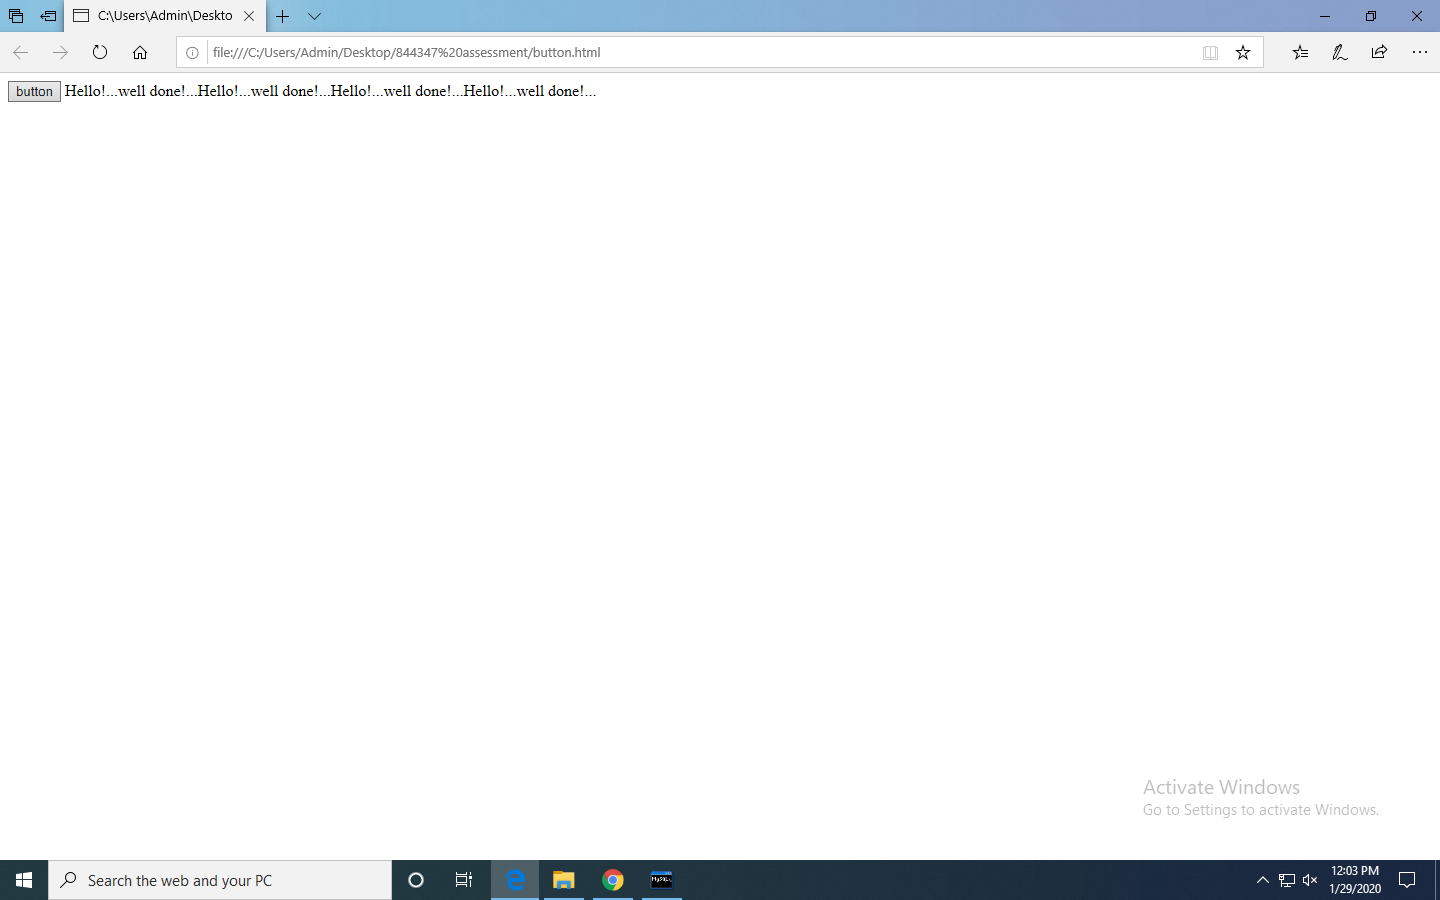 C:\Users\Admin\Deskto
file:///C:/Users/Admin/Desktop/844347%20assessment/button.html
button Hello!...well done!...Hello!...well done!...Hello!...well done!...Hello!...well done!...
Activate Windows
Go to Settings to activate Windows.
Search the web and your PC
MySQL
12:03 PM
1/29/2020